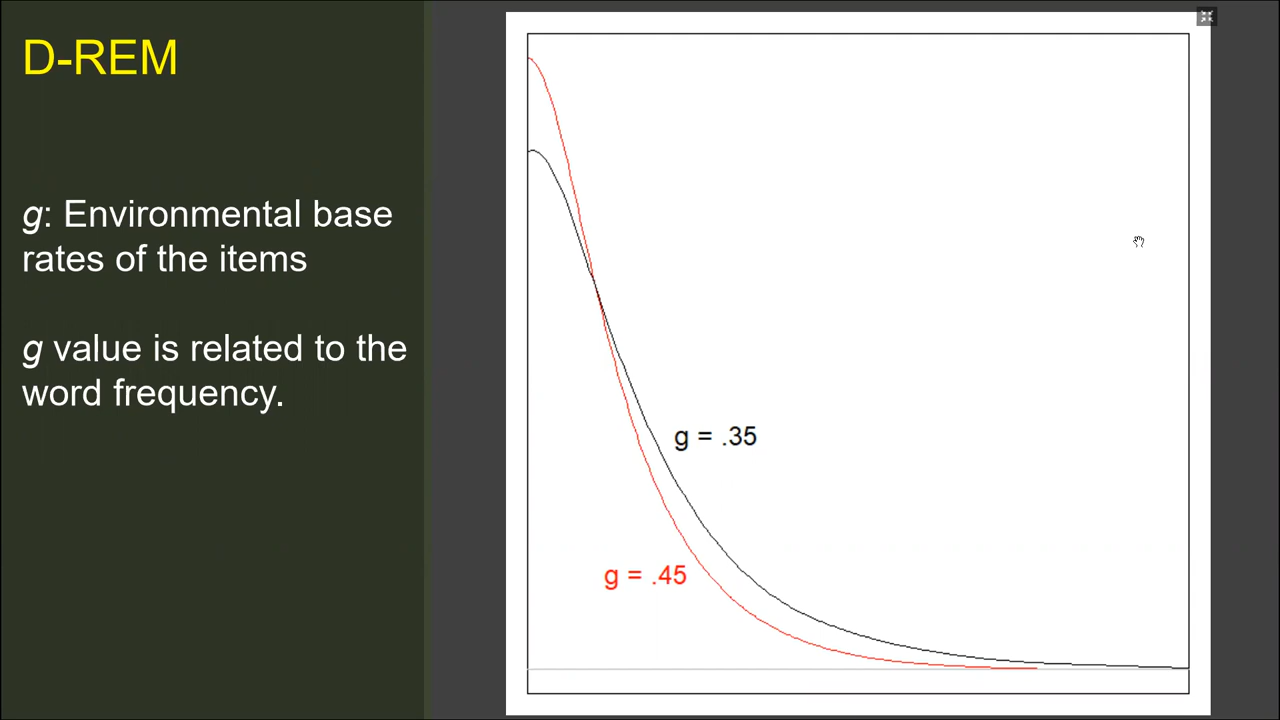 D-REM
g: Environmental base
rates of the items
g value is related to the
word frequency.
g = .35
g = .45